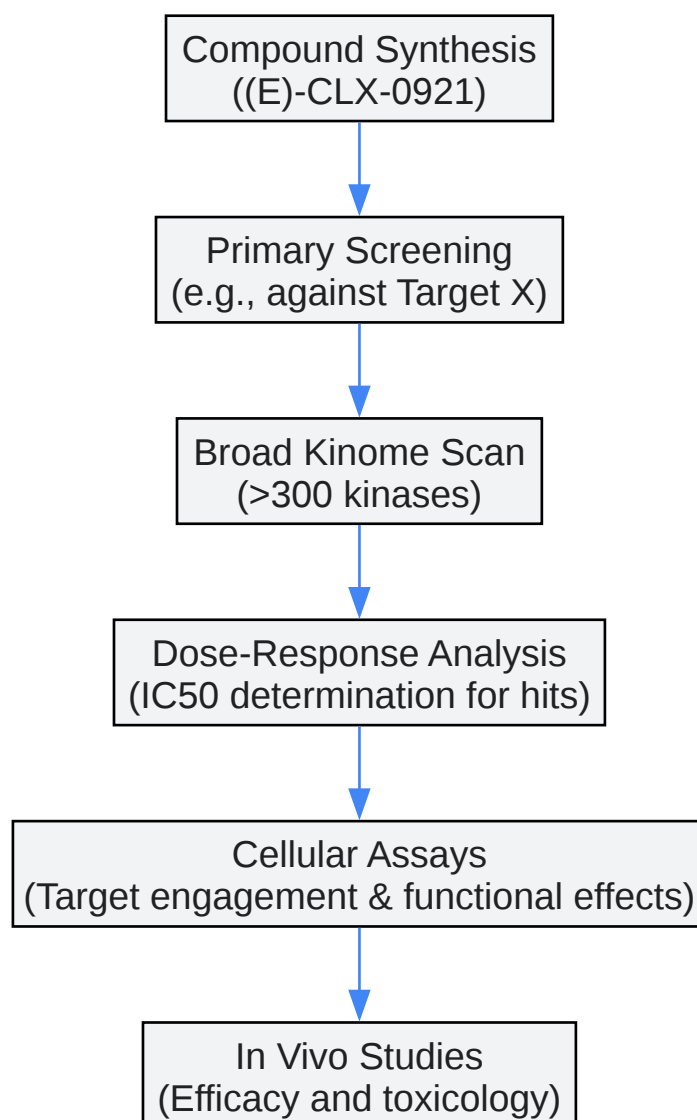 Compound Synthesis
((E)-CLX-0921)
Primary Screening
(e.g., against Target X)
Broad Kinome Scan
(>300 kinases)
Dose-Response Analysis
(IC50 determination for hits)
Cellular Assays
(Target engagement & functional effects)
In Vivo Studies
(Efficacy and toxicology)